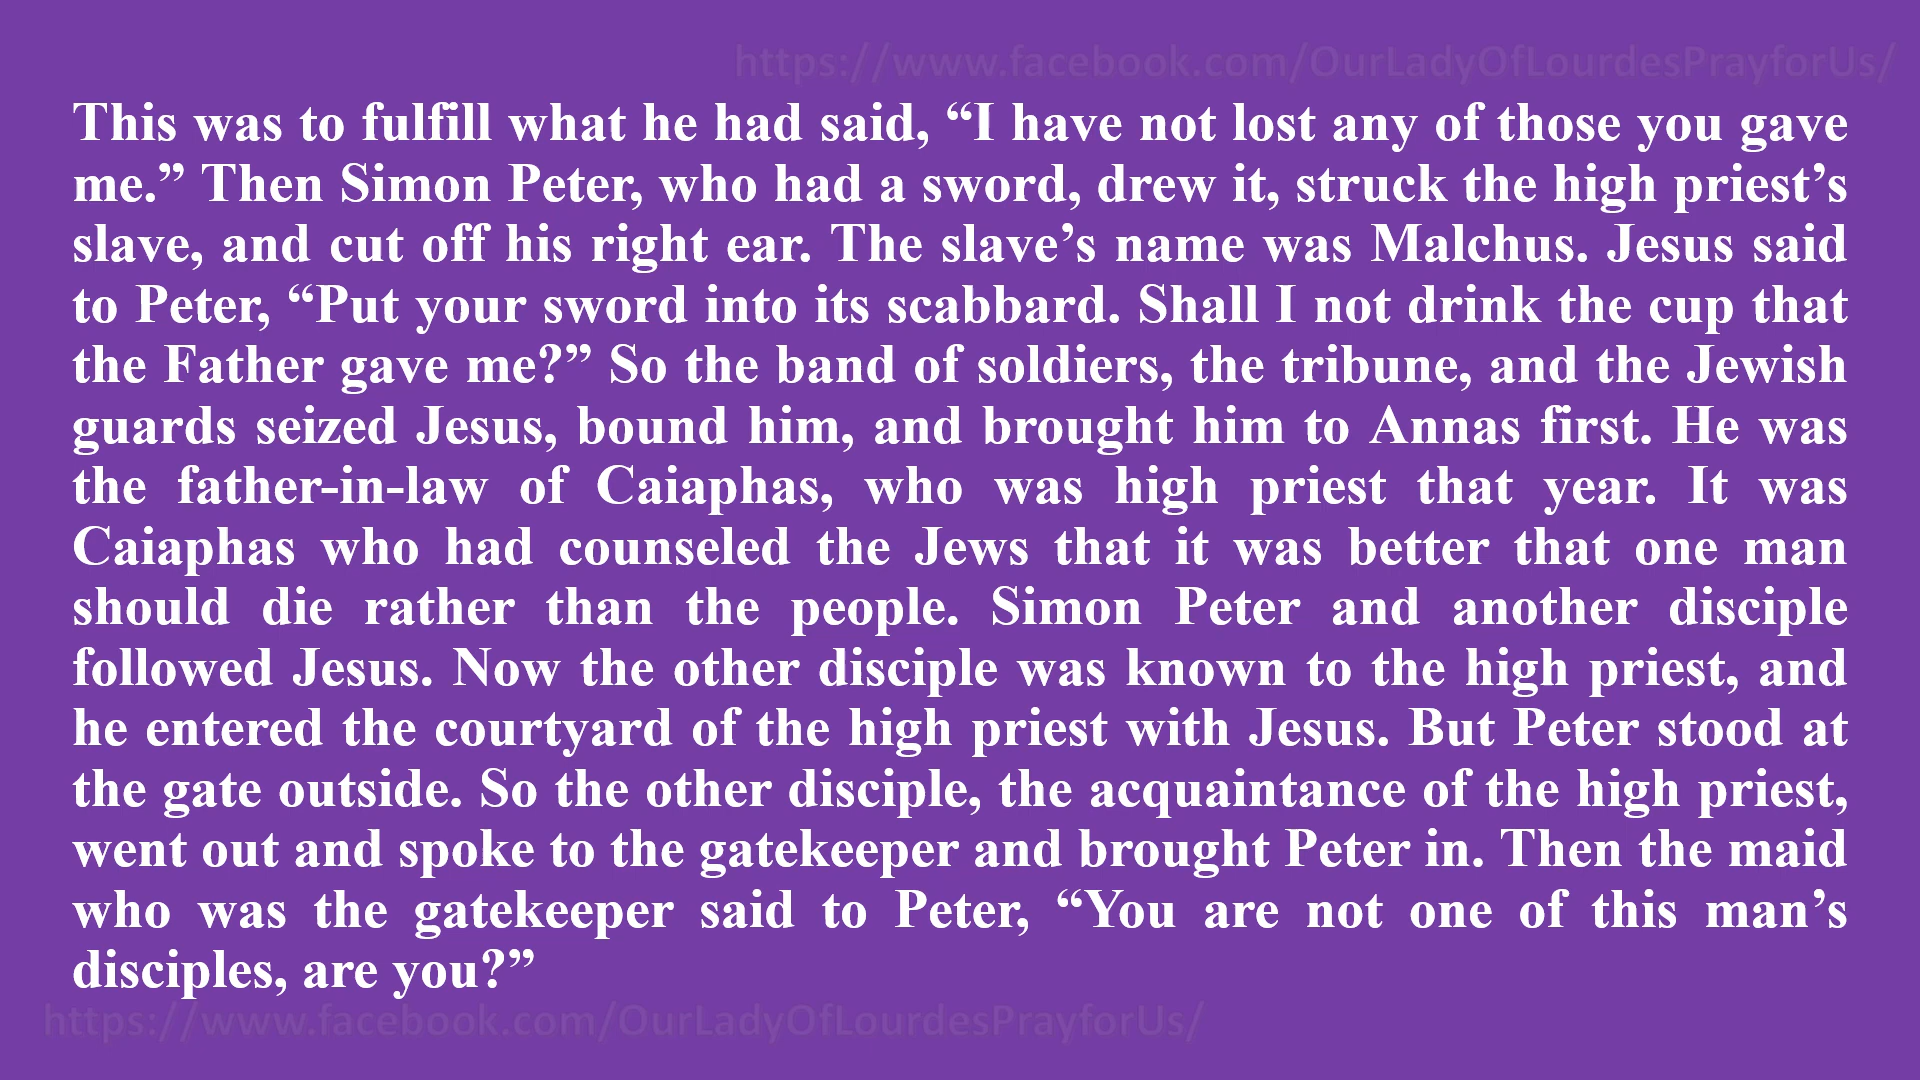 https://www.facebook.com/OurLadyOfLourdesPrayforUs/
This was to fulfill what he had said, “I have not lost any of those you gave
me.” Then Simon Peter, who had a sword, drew it, struck the high priest’s
slave, and cut off his right ear. The slave’s name was Malchus. Jesus said
to Peter, “Put your sword into its scabbard. Shall I not drink the cup that
the Father gave me?” So the band of soldiers, the tribune, and the Jewish
guards seized Jesus, bound him, and brought him to Annas first. He was
the father-in-law of Caiaphas, who was high priest that year. It was
Caiaphas who had counseled the Jews that it was better that one man
should die rather than the people. Simon Peter and another disciple
followed Jesus. Now the other disciple was known to the high priest, and
he entered the courtyard of the high priest with Jesus. But Peter stood at
the gate outside. So the other disciple, the acquaintance of the high priest,
went out and spoke to the gatekeeper and brought Peter in. Then the maid
who was the gatekeeper said to Peter, “You are not one of this man’s
disciples, are you?”
https://www.facebook.com/OurLadyOfLourdesPrayforUs/